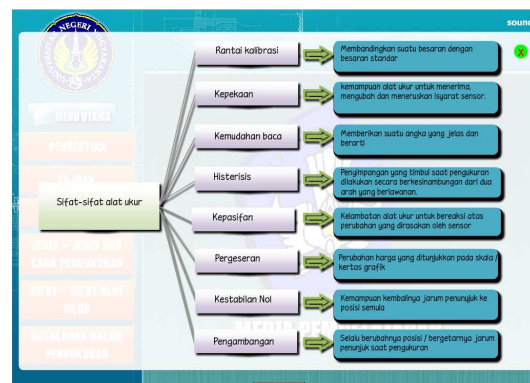 NEGERI YOGYAKARTA
sound
X
MENU UTAMA
PENGERTIAN
TUJUAN
JENIS - JENIS DAN
CARA PENGUKURAN
SIFAT - SIFAT ALAT
UKUR
KESALAHAN DALAM
PENGUKURAN
Sifat-sifat alat ukur
Rantai kalibrasi
Membandingkan suatu besaran dengan
besaran standar
Kepekaan
kemampuan alat ukur untuk menerima,
mengubah dan meneruskan isyarat sensor.
Kemudahan baca
Memberikan suatu angka yang jelas dan
berarti
Histerisis
Penyimpangan yang timbul saat pengukuran
dilakukan secara berkesinambungan dari dua
arah yang berlawanan.
Kepasifan
Kelambatan alat ukur untuk bereaksi atas
perubahan yang dirasakan oleh sensor
Pergeseran
Perubahan harga yang ditunjukkan pada skala /
kertas grafik
Kestabilan Nol
Kemampuan kembalinya jarum penunyjuk ke
posisi semula
Pengambangan
Selalu berubahnya posisi / bergetarnya jarum
penunjuk saat pengukuran